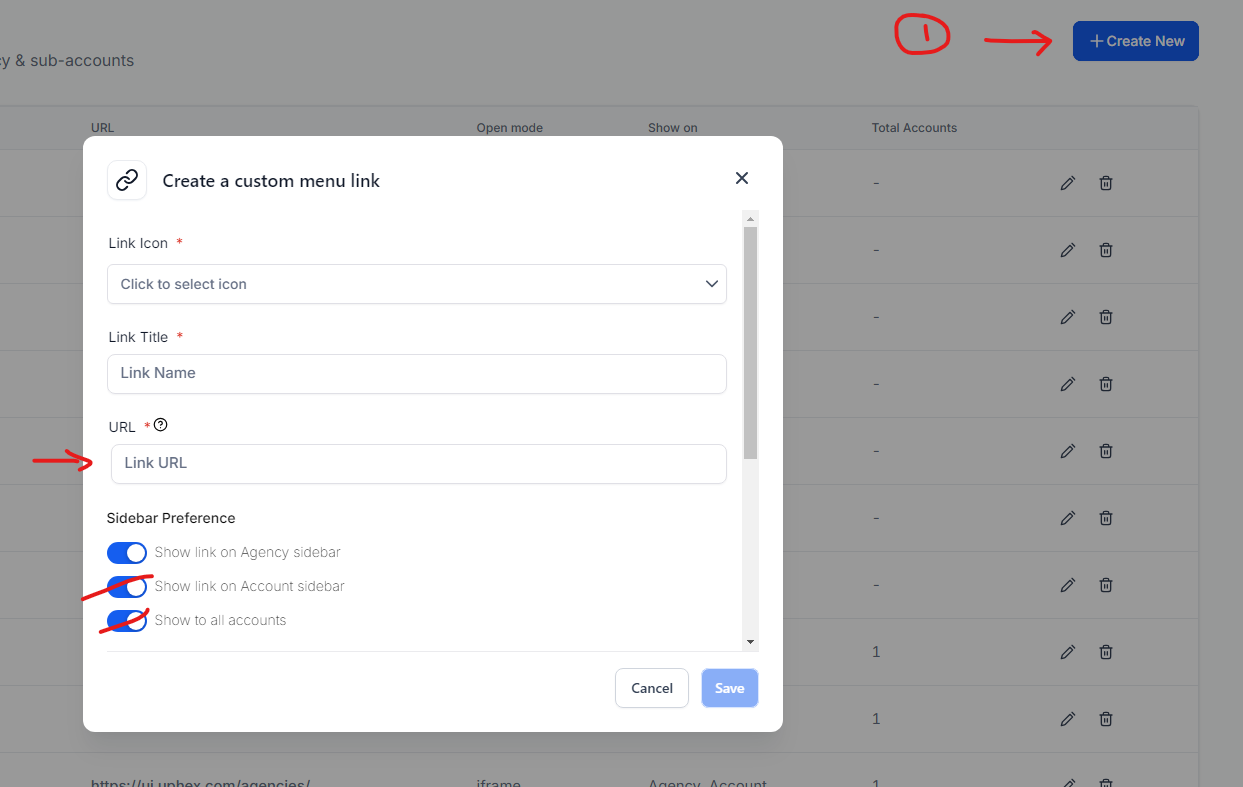 1
+ Create New
cy & sub-accounts
URL Open mode Show on Total Accounts
Create a custom menu link
-
Link Icon *
-
Click to select icon
-
Link Title *
Link Name
-
URL *
-
Link URL
-
Sidebar Preference
Show link on Agency sidebar
-
Show link on Account sidebar
Show to all accounts
1
Cancel Save
1
https://ui.uphex.com/agencies/ iframe Agency, Account 1